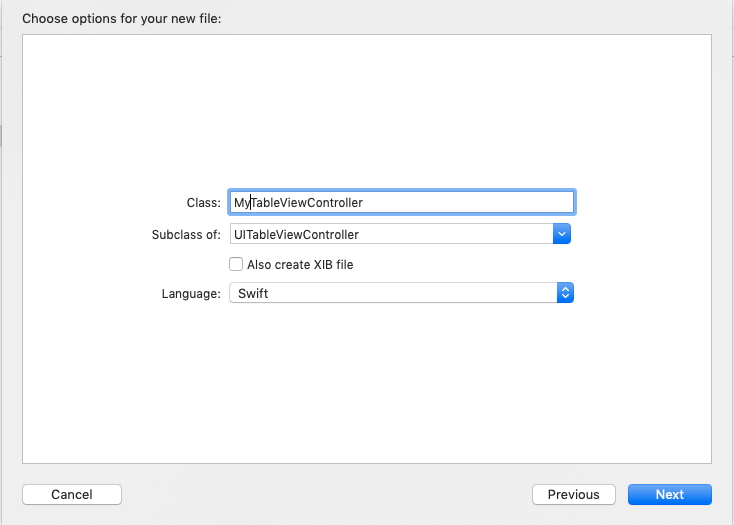 Choose options for your new file:
Class: MyTableViewController
Subclass of: UITableViewController
Also create XIB file
Language: Swift
Cancel Previous Next